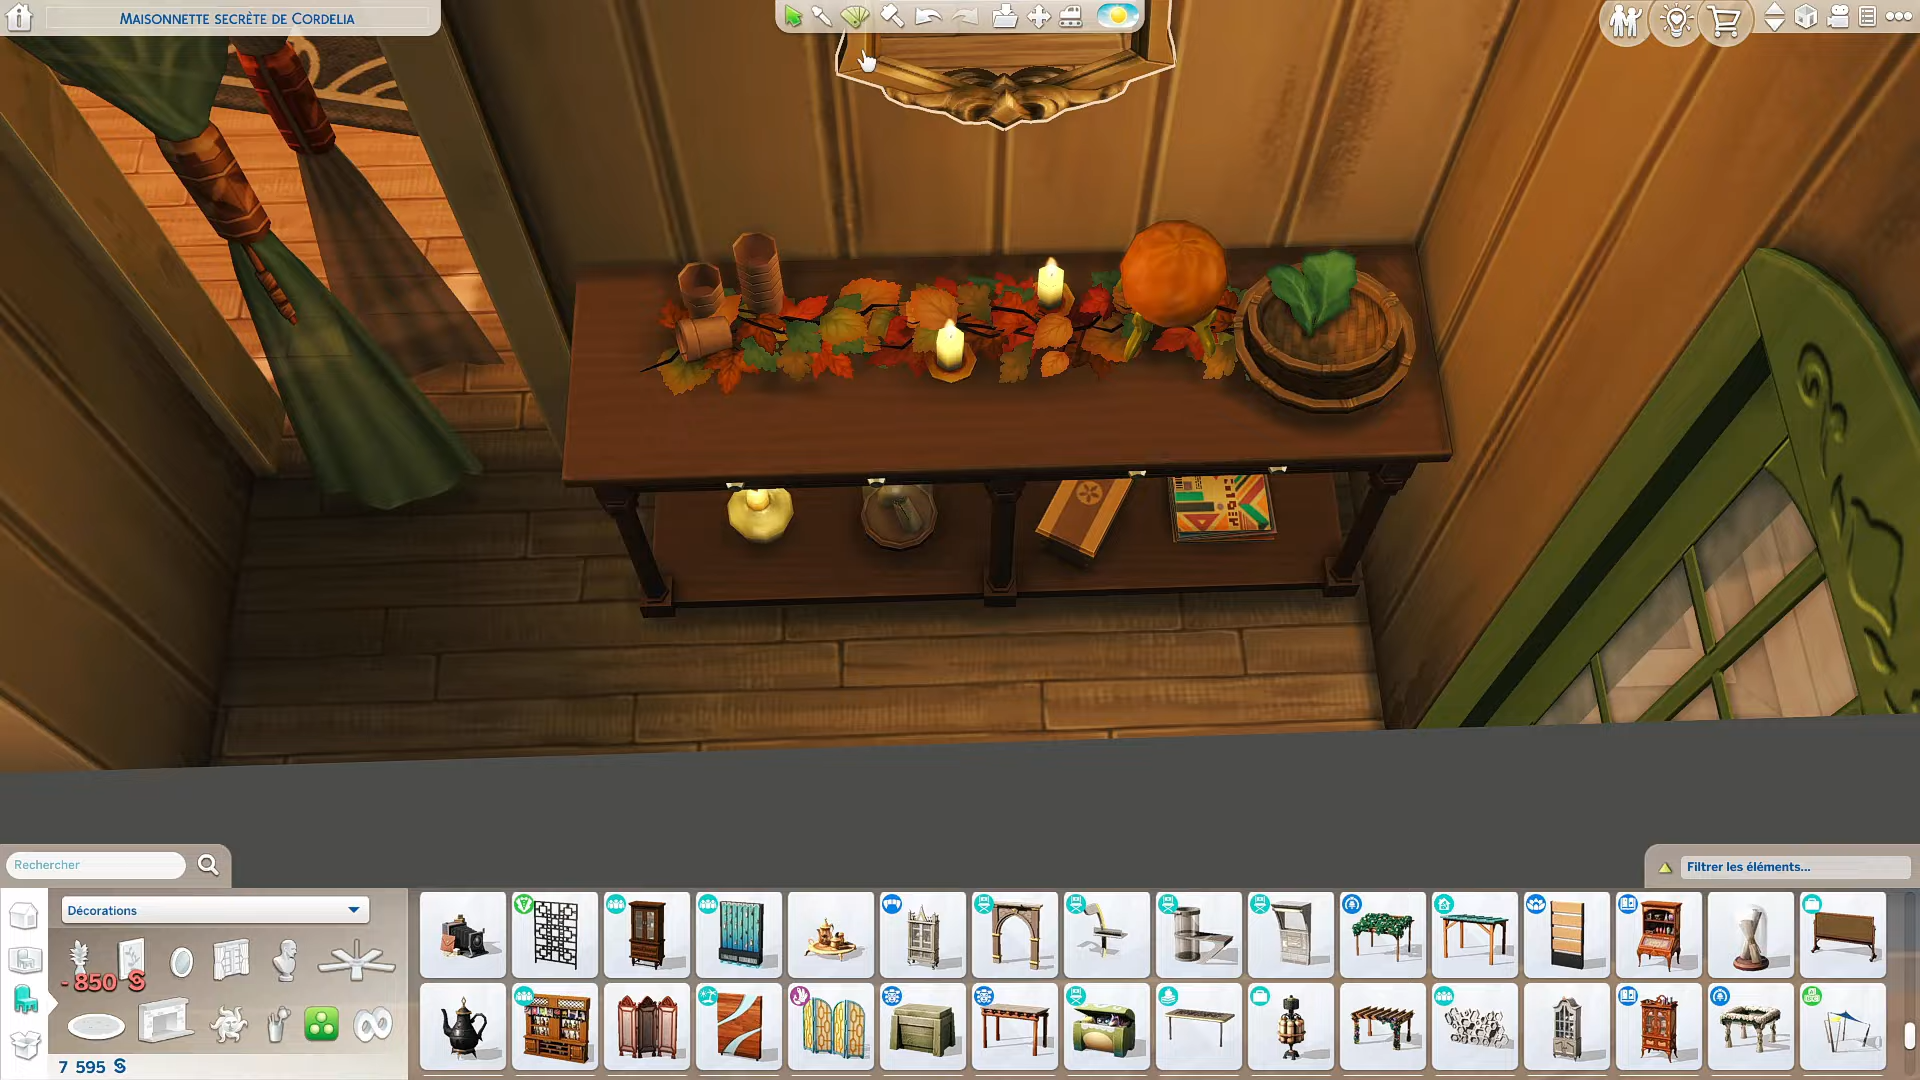 Maisonnette secrète de Cordelia
Rechercher
Filtrer les éléments...
Décorations
- 850 §
7 595 §